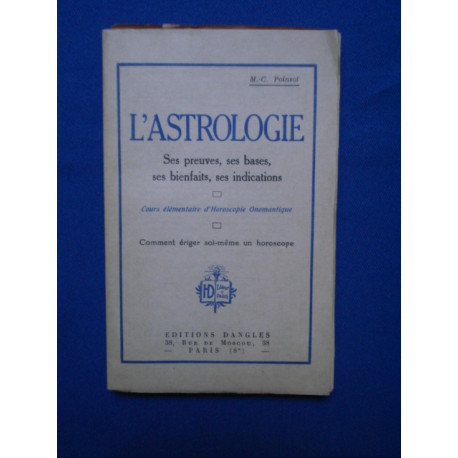 M.-C. Poinsot
L'ASTROLOGIE
Ses preuves, ses bases,
ses bienfaits, ses indications
Cours élémentaire d'Horoscopie Onomantique
Comment ériger soi-même un horoscope
HD
EDITIONS DANGLES
38, RUE DE MOSCOU, 38
— PARIS (8e) —